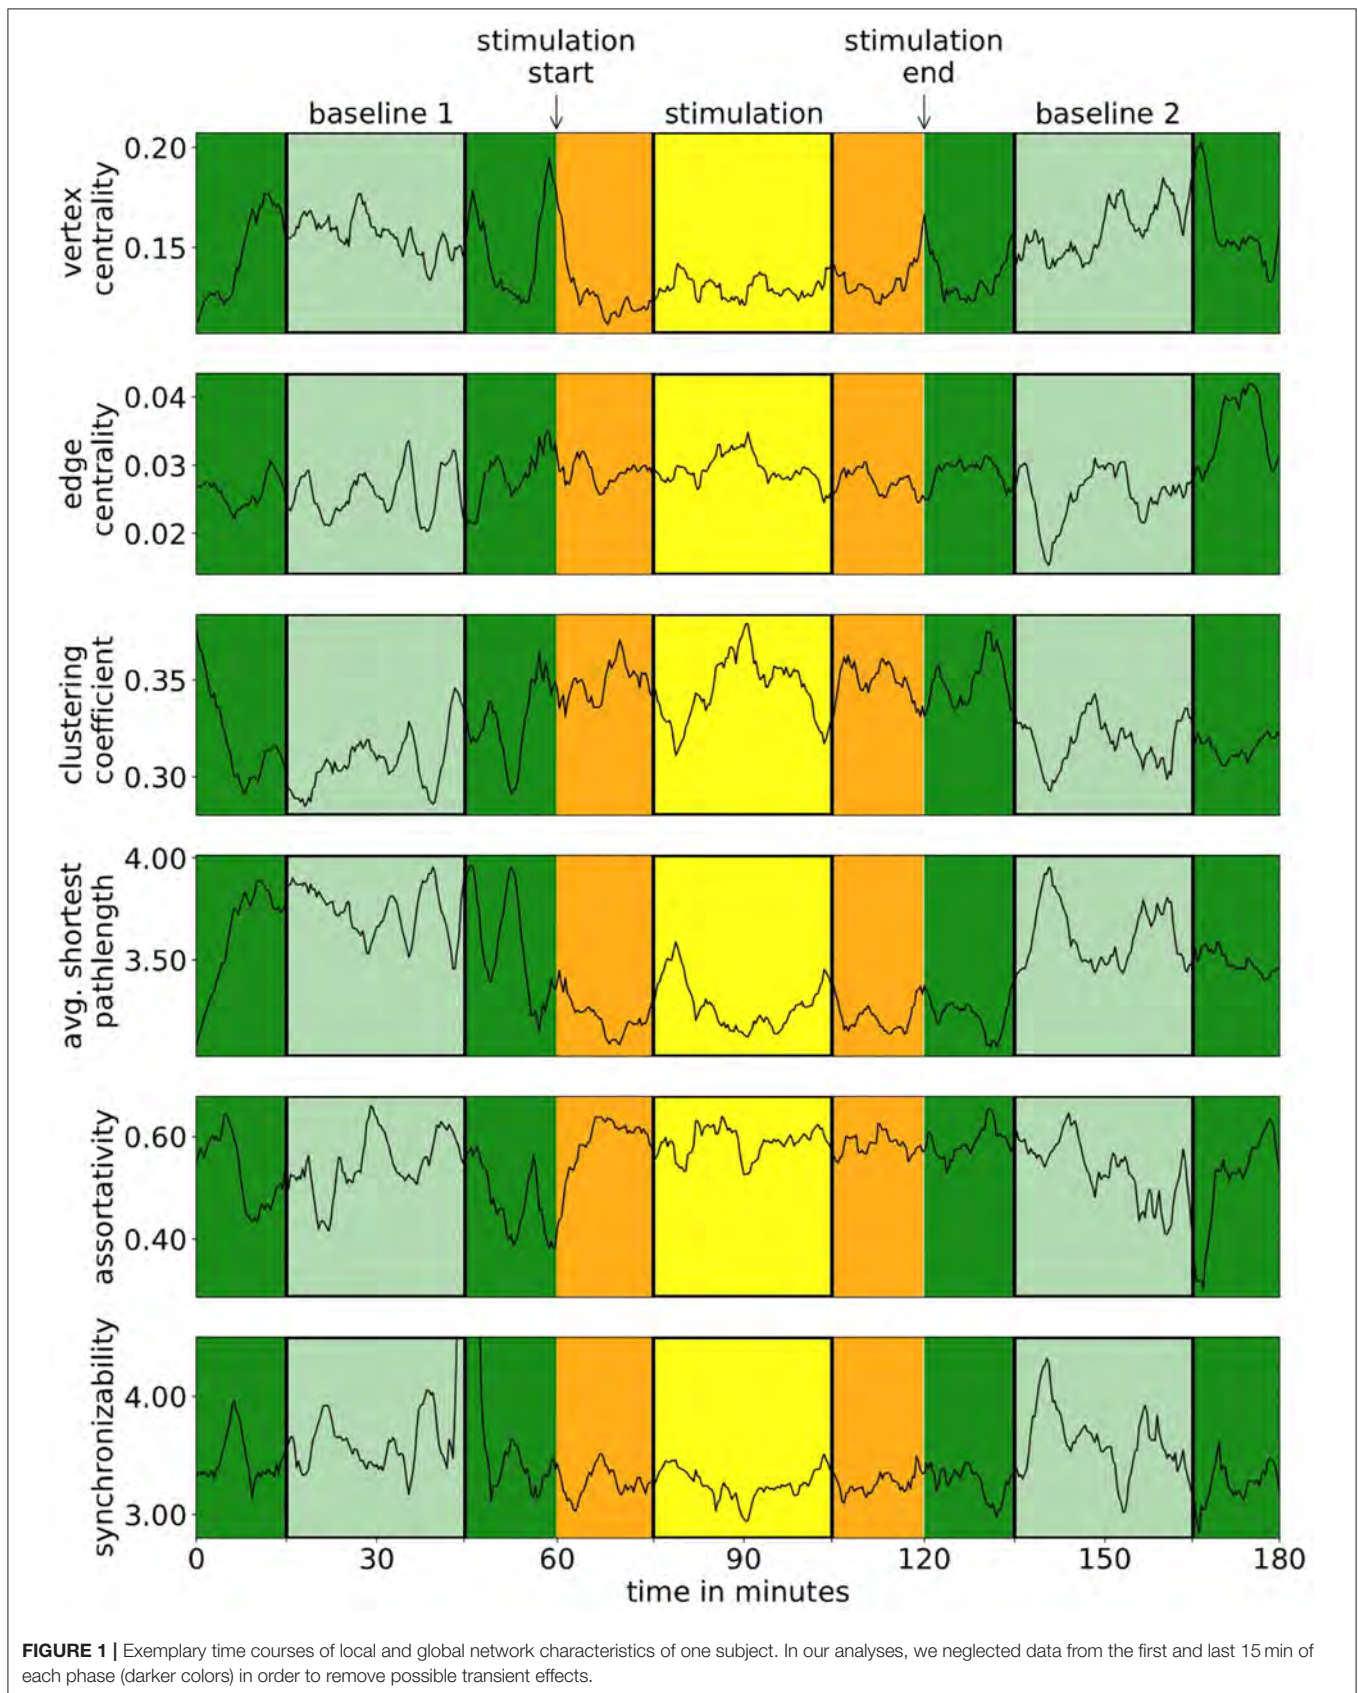 stimulation
start
stimulation
end
baseline 1
stimulation
baseline 2
vertex
centrality
0.20
0.15
edge
centrality
0.04
0.03
0.02
clustering
coefficient
0.35
0.30
avg. shortest
pathlength
4.00
3.50
assortativity
0.60
0.40
synchronizability
4.00
3.00
0
30
60
90
120
150
180
time in minutes
FIGURE 1 | Exemplary time courses of local and global network characteristics of one subject. In our analyses, we neglected data from the first and last 15 min of
each phase (darker colors) in order to remove possible transient effects.